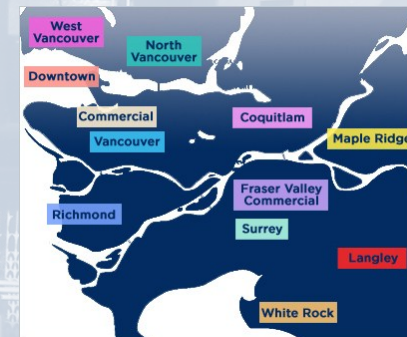 West
Vancouver
North
Vancouver
Downtown
Commercial
Vancouver
Coquitlam
Maple Ridge
Fraser Valley
Commercial
Richmond
Surrey
Langley
White Rock